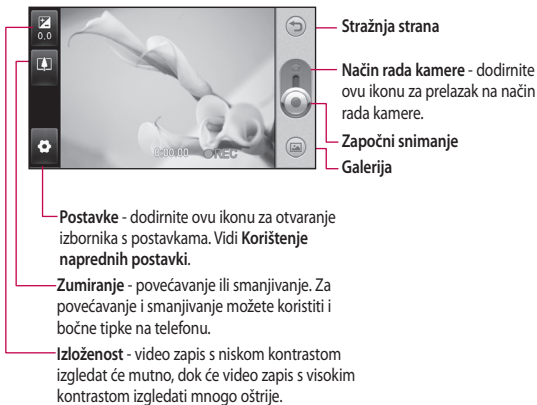 0,0
0:00:00 REC
Stražnja strana
Način rada kamere - dodirnite
ovu ikonu za prelazak na način
rada kamere.
Započni snimanje
Galerija
Postavke - dodirnite ovu ikonu za otvaranje
izbornika s postavkama. Vidi Korištenje
naprednih postavki.
Zumiranje - povećavanje ili smanjivanje. Za
povećavanje i smanjivanje možete koristiti i
bočne tipke na telefonu.
Izloženost - video zapis s niskom kontrastom
izgledat će mutno, dok će video zapis s visokim
kontrastom izgledati mnogo oštrije.